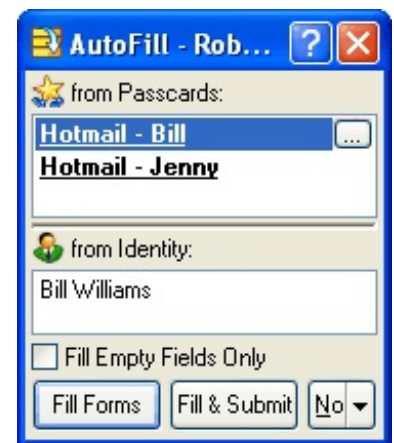 AutoFill - Rob... ?
from Passcards:
Hotmail - Bill ...
Hotmail - Jenny
from Identity:
Bill Williams
Fill Empty Fields Only
Fill Forms Fill & Submit No